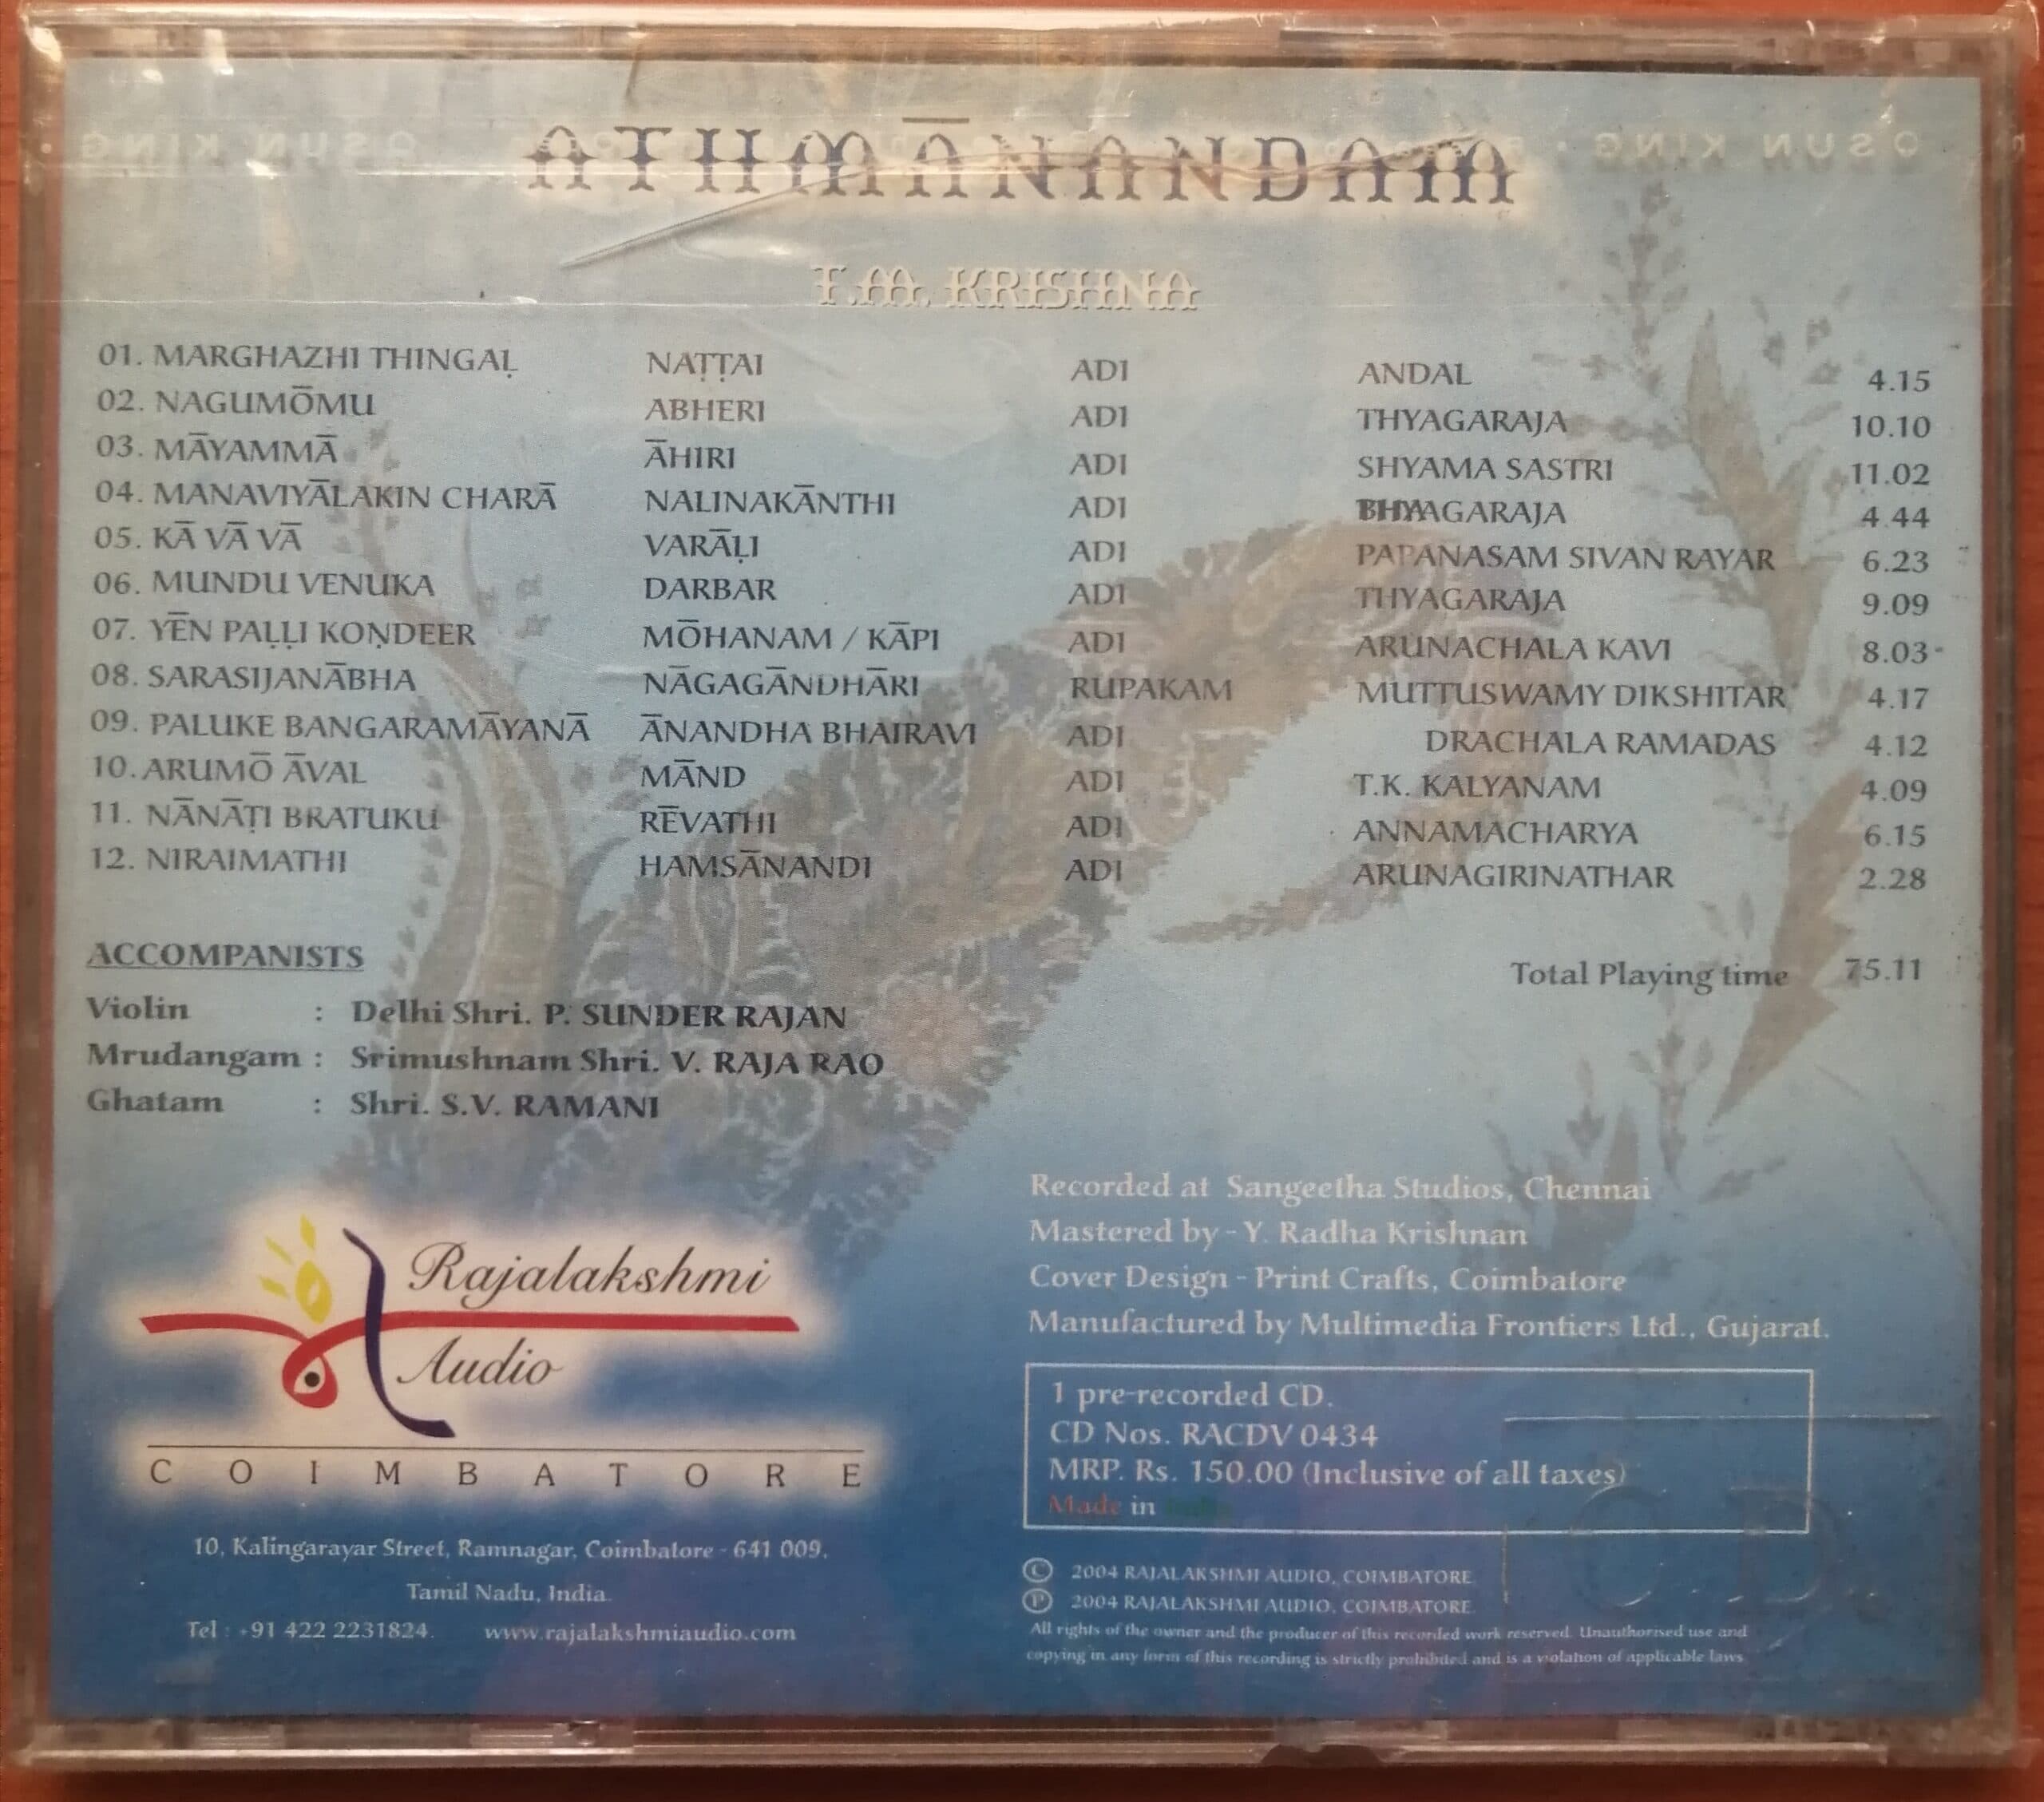 ATHMĀNANDAM
T.M. KRISHNA
01. MARGHAZHI THINGAḶ NAṬṬAI ADI ANDAL 4.15
02. NAGUMŌMU ABHERI ADI THYAGARAJA 10.10
03. MĀYAMMĀ ĀHIRI ADI SHYAMA SASTRI 11.02
04. MANAVIYĀLAKIN CHARĀ NALINAKĀNTHI ADI THYAGARAJA 4.44
05. KĀ VĀ VĀ VARĀḶI ADI PAPANASAM SIVAN RAYAR 6.23
06. MUNDU VENUKA DARBAR ADI THYAGARAJA 9.09
07. YĒN PAḶḶI KOṆDEER MŌHANAM / KĀPI ADI ARUNACHALA KAVI 8.03
08. SARASIJANĀBHA NĀGAGĀNDHĀRI RUPAKAM MUTTUSWAMY DIKSHITAR 4.17
09. PALUKE BANGARAMĀYANĀ ĀNANDHA BHAIRAVI ADI DRACHALA RAMADAS 4.12
10. ARUMŌ ĀVAL MĀND ADI T.K. KALYANAM 4.09
11. NĀNĀṬI BRATUKU RĒVATHI ADI ANNAMACHARYA 6.15
12. NIRAIMATHI HAMSĀNANDI ADI ARUNAGIRINATHAR 2.28
Total Playing time 75.11
ACCOMPANISTS
Violin : Delhi Shri. P. SUNDER RAJAN
Mrudangam : Srimushnam Shri. V. RAJA RAO
Ghatam : Shri. S.V. RAMANI
Rajalakshmi
Audio
COIMBATORE
10, Kalingarayar Street, Ramnagar, Coimbatore - 641 009,
Tamil Nadu, India.
Tel : +91 422 2231824. www.rajalakshmiaudio.com
Recorded at Sangeetha Studios, Chennai
Mastered by - Y. Radha Krishnan
Cover Design - Print Crafts, Coimbatore
Manufactured by Multimedia Frontiers Ltd., Gujarat.
1 pre-recorded CD.
CD Nos. RACDV 0434
MRP. Rs. 150.00 (Inclusive of all taxes)
Made in India
© 2004 RAJALAKSHMI AUDIO, COIMBATORE.
℗ 2004 RAJALAKSHMI AUDIO, COIMBATORE.
All rights of the owner and the producer of this recorded work reserved. Unauthorised use and
copying in any form of this recording is strictly prohibited and is a violation of applicable laws.